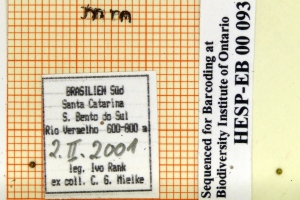 mm
BRASILIEN Süd
Santa Catarina
S. Bento do Sul
Rio Vermelho 600-800 m
2. II. 2001
leg. Ivo Rank
ex coll. C. G. Mielke
Sequenced for Barcoding at
Biodiversity Institute of Ontario
HESP-EB 00 093